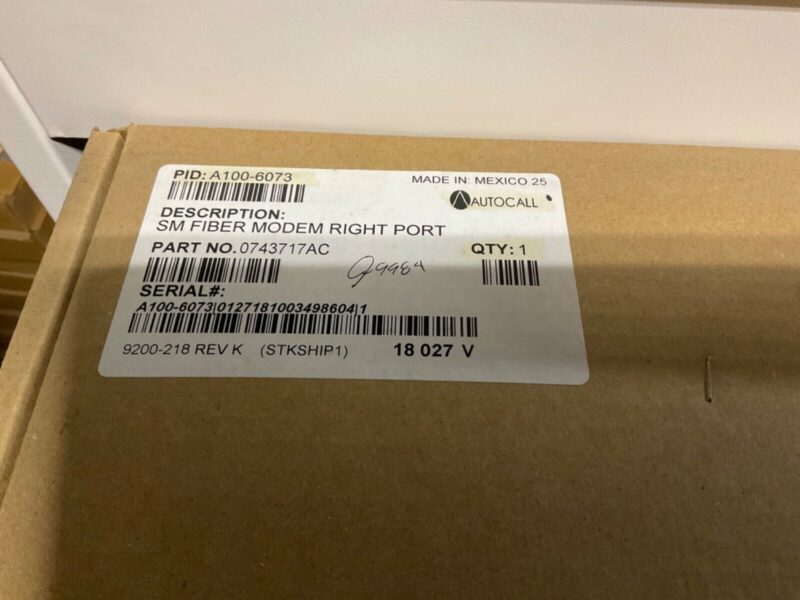 PID: A100-6073
MADE IN: MEXICO 25
AUTOCALL
DESCRIPTION:
SM FIBER MODEM RIGHT PORT
PART NO. 0743717AC
QTY: 1
SERIAL#:
A100-6073|0127181003498604|1
9200-218 REV K (STKSHIP1) 18 027 V